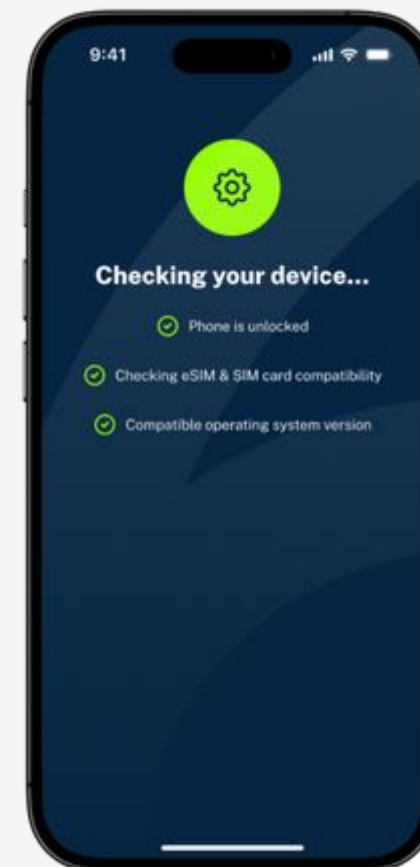 9:41
Checking your device...
Phone is unlocked
Checking eSIM & SIM card compatibility
Compatible operating system version